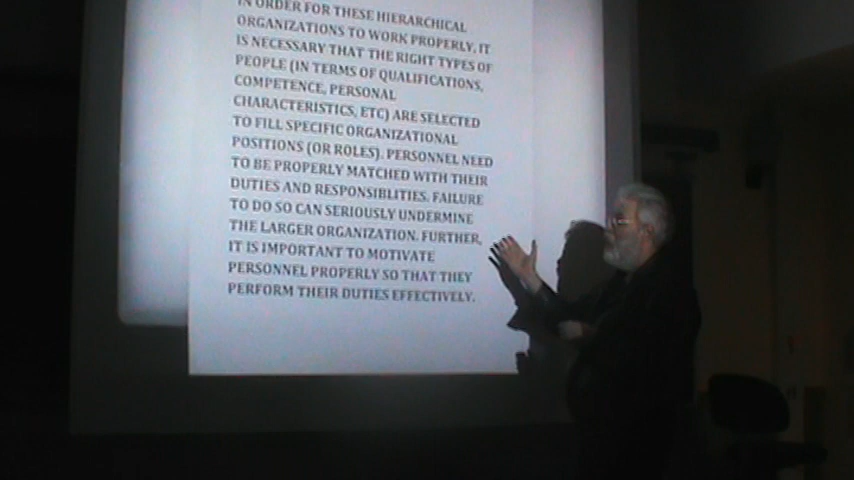 IN ORDER FOR THESE HIERARCHICAL
ORGANIZATIONS TO WORK PROPERLY, IT
IS NECESSARY THAT THE RIGHT TYPES OF
PEOPLE (IN TERMS OF QUALIFICATIONS,
COMPETENCE, PERSONAL
CHARACTERISTICS, ETC) ARE SELECTED
TO FILL SPECIFIC ORGANIZATIONAL
POSITIONS (OR ROLES). PERSONNEL NEED
TO BE PROPERLY MATCHED WITH THEIR
DUTIES AND RESPONSIBLITIES. FAILURE
TO DO SO CAN SERIOUSLY UNDERMINE
THE LARGER ORGANIZATION. FURTHER,
IT IS IMPORTANT TO MOTIVATE
PERSONNEL PROPERLY SO THAT THEY
PERFORM THEIR DUTIES EFFECTIVELY.